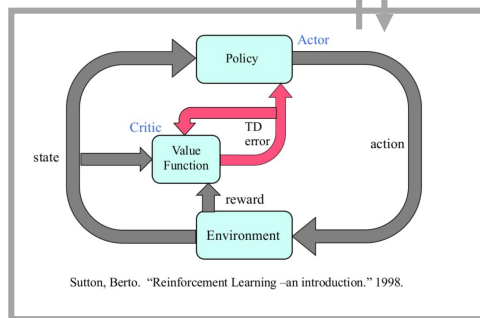 Actor
Policy
Critic
TD
error
state
Value
Function
action
reward
Environment
Sutton, Berto. “Reinforcement Learning –an introduction.” 1998.